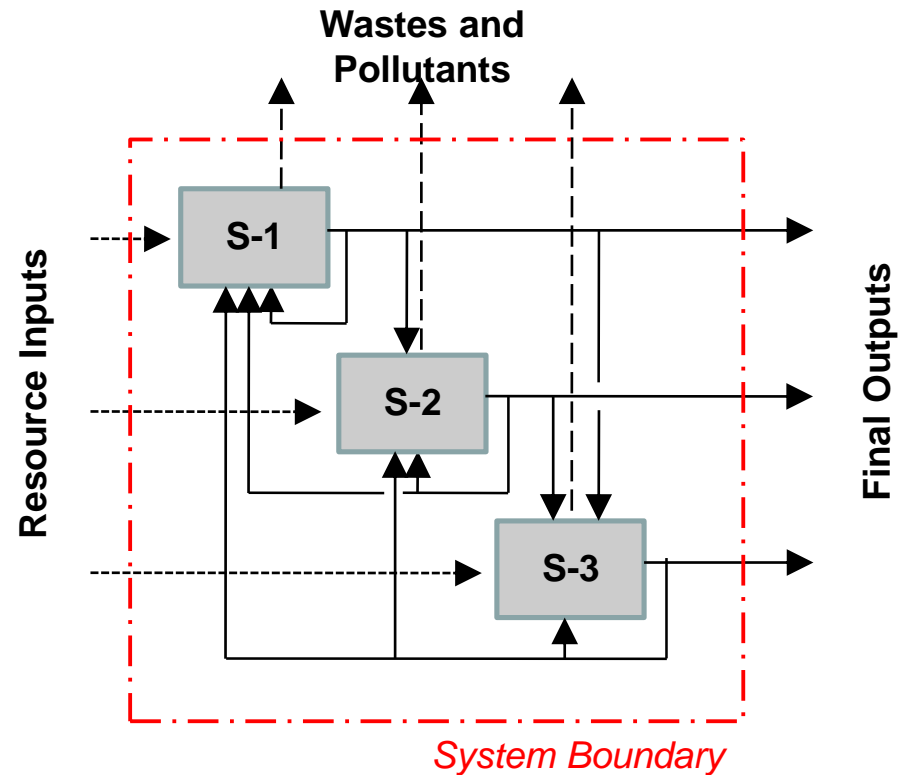 Wastes and
Pollutants
Resource Inputs
S-1
S-2
S-3
Final Outputs
System Boundary